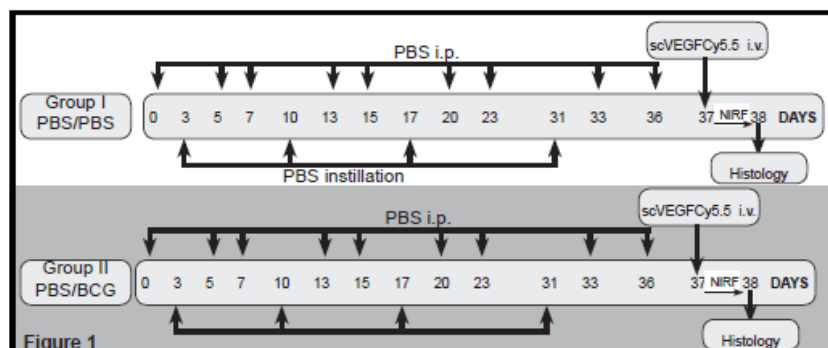 scVEGFCy5.5 i.v.
PBS i.p.
Group I
PBS/PBS
0 3 5 7 10 13 15 17 20 23 31 33 36 37 NIRF 38 DAYS
PBS instillation
Histology
scVEGFCy5.5 i.v.
PBS i.p.
Group II
PBS/BCG
0 3 5 7 10 13 15 17 20 23 31 33 36 37 NIRF 38 DAYS
Figure 1
Histology